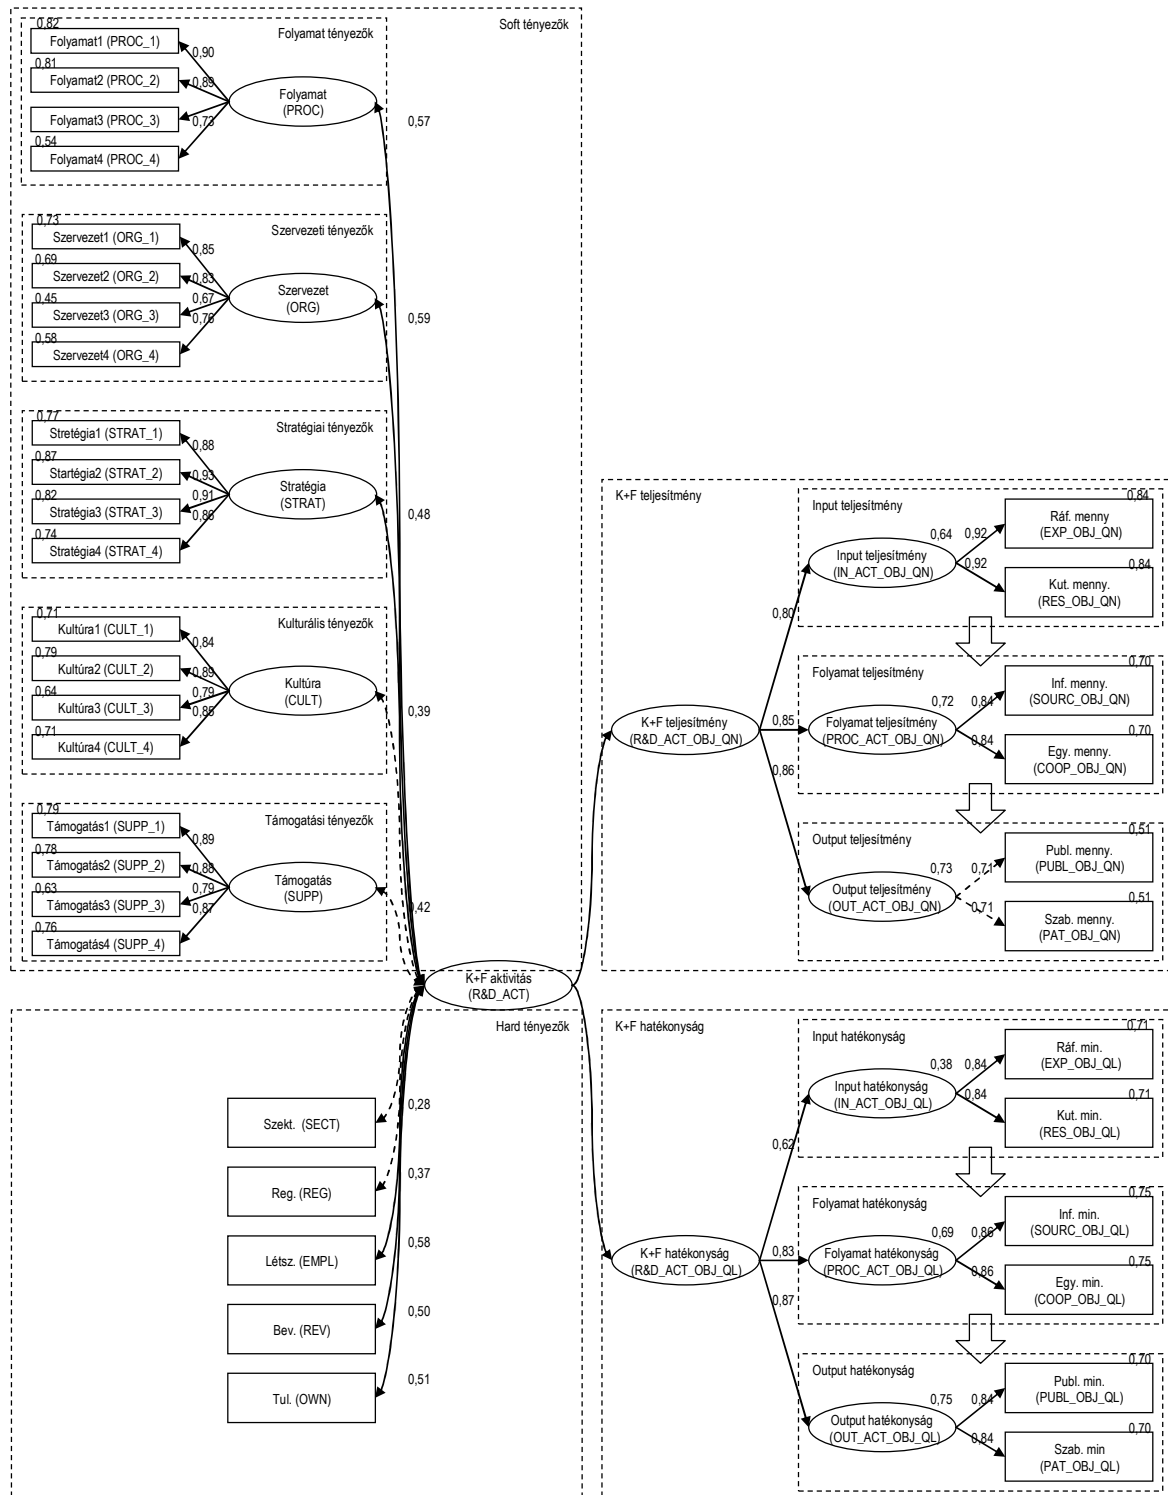 Soft tényezők
Folyamat tényezők
0,82
Folyamat1 (PROC_1)
0,90
0,81
Folyamat2 (PROC_2)
0,89
Folyamat3 (PROC_3)
0,73
0,54
Folyamat4 (PROC_4)
Folyamat
(PROC)
0,57
Szervezeti tényezők
0,73
Szervezet1 (ORG_1)
0,85
0,69
Szervezet2 (ORG_2)
0,83
0,45
Szervezet3 (ORG_3)
0,67
0,76
0,58
Szervezet4 (ORG_4)
Szervezet
(ORG)
0,59
Stratégiai tényezők
0,77
Stretégia1 (STRAT_1)
0,88
0,87
Startégia2 (STRAT_2)
0,93
0,82
Stratégia3 (STRAT_3)
0,91
0,86
0,74
Stratégia4 (STRAT_4)
Stratégia
(STRAT)
0,48
Kulturális tényezők
0,71
Kultúra1 (CULT_1)
0,84
0,79
Kultúra2 (CULT_2)
0,89
0,64
Kultúra3 (CULT_3)
0,79
0,85
0,71
Kultúra4 (CULT_4)
Kultúra
(CULT)
0,39
Támogatási tényezők
0,79
Támogatás1 (SUPP_1)
0,89
0,78
Támogatás2 (SUPP_2)
0,88
0,63
Támogatás3 (SUPP_3)
0,79
0,87
0,76
Támogatás4 (SUPP_4)
Támogatás
(SUPP)
0,42
K+F aktivitás
(R&D_ACT)
Hard tényezők
Szekt. (SECT)
0,28
Reg. (REG)
0,37
Létsz. (EMPL)
0,58
Bev. (REV)
0,50
Tul. (OWN)
0,51
K+F teljesítmény
K+F teljesítmény
(R&D_ACT_OBJ_QN)
0,80
0,85
0,86
Input teljesítmény
Input teljesítmény
(IN_ACT_OBJ_QN)
0,64
0,92
0,92
0,84
Ráf. menny
(EXP_OBJ_QN)
0,84
Kut. menny.
(RES_OBJ_QN)
Folyamat teljesítmény
Folyamat teljesítmény
(PROC_ACT_OBJ_QN)
0,72
0,84
0,84
0,70
Inf. menny.
(SOURC_OBJ_QN)
0,70
Egy. menny.
(COOP_OBJ_QN)
Output teljesítmény
Output teljesítmény
(OUT_ACT_OBJ_QN)
0,73
0,71
0,71
0,51
Publ. menny.
(PUBL_OBJ_QN)
0,51
Szab. menny.
(PAT_OBJ_QN)
K+F hatékonyság
K+F hatékonyság
(R&D_ACT_OBJ_QL)
0,62
0,83
0,87
Input hatékonyság
Input hatékonyság
(IN_ACT_OBJ_QL)
0,38
0,84
0,84
0,71
Ráf. min.
(EXP_OBJ_QL)
0,71
Kut. min.
(RES_OBJ_QL)
Folyamat hatékonyság
Folyamat hatékonyság
(PROC_ACT_OBJ_QL)
0,69
0,86
0,86
0,75
Inf. min.
(SOURC_OBJ_QL)
0,75
Egy. min.
(COOP_OBJ_QL)
Output hatékonyság
Output hatékonyság
(OUT_ACT_OBJ_QL)
0,75
0,84
0,84
0,70
Publ. min.
(PUBL_OBJ_QL)
0,70
Szab. min
(PAT_OBJ_QL)